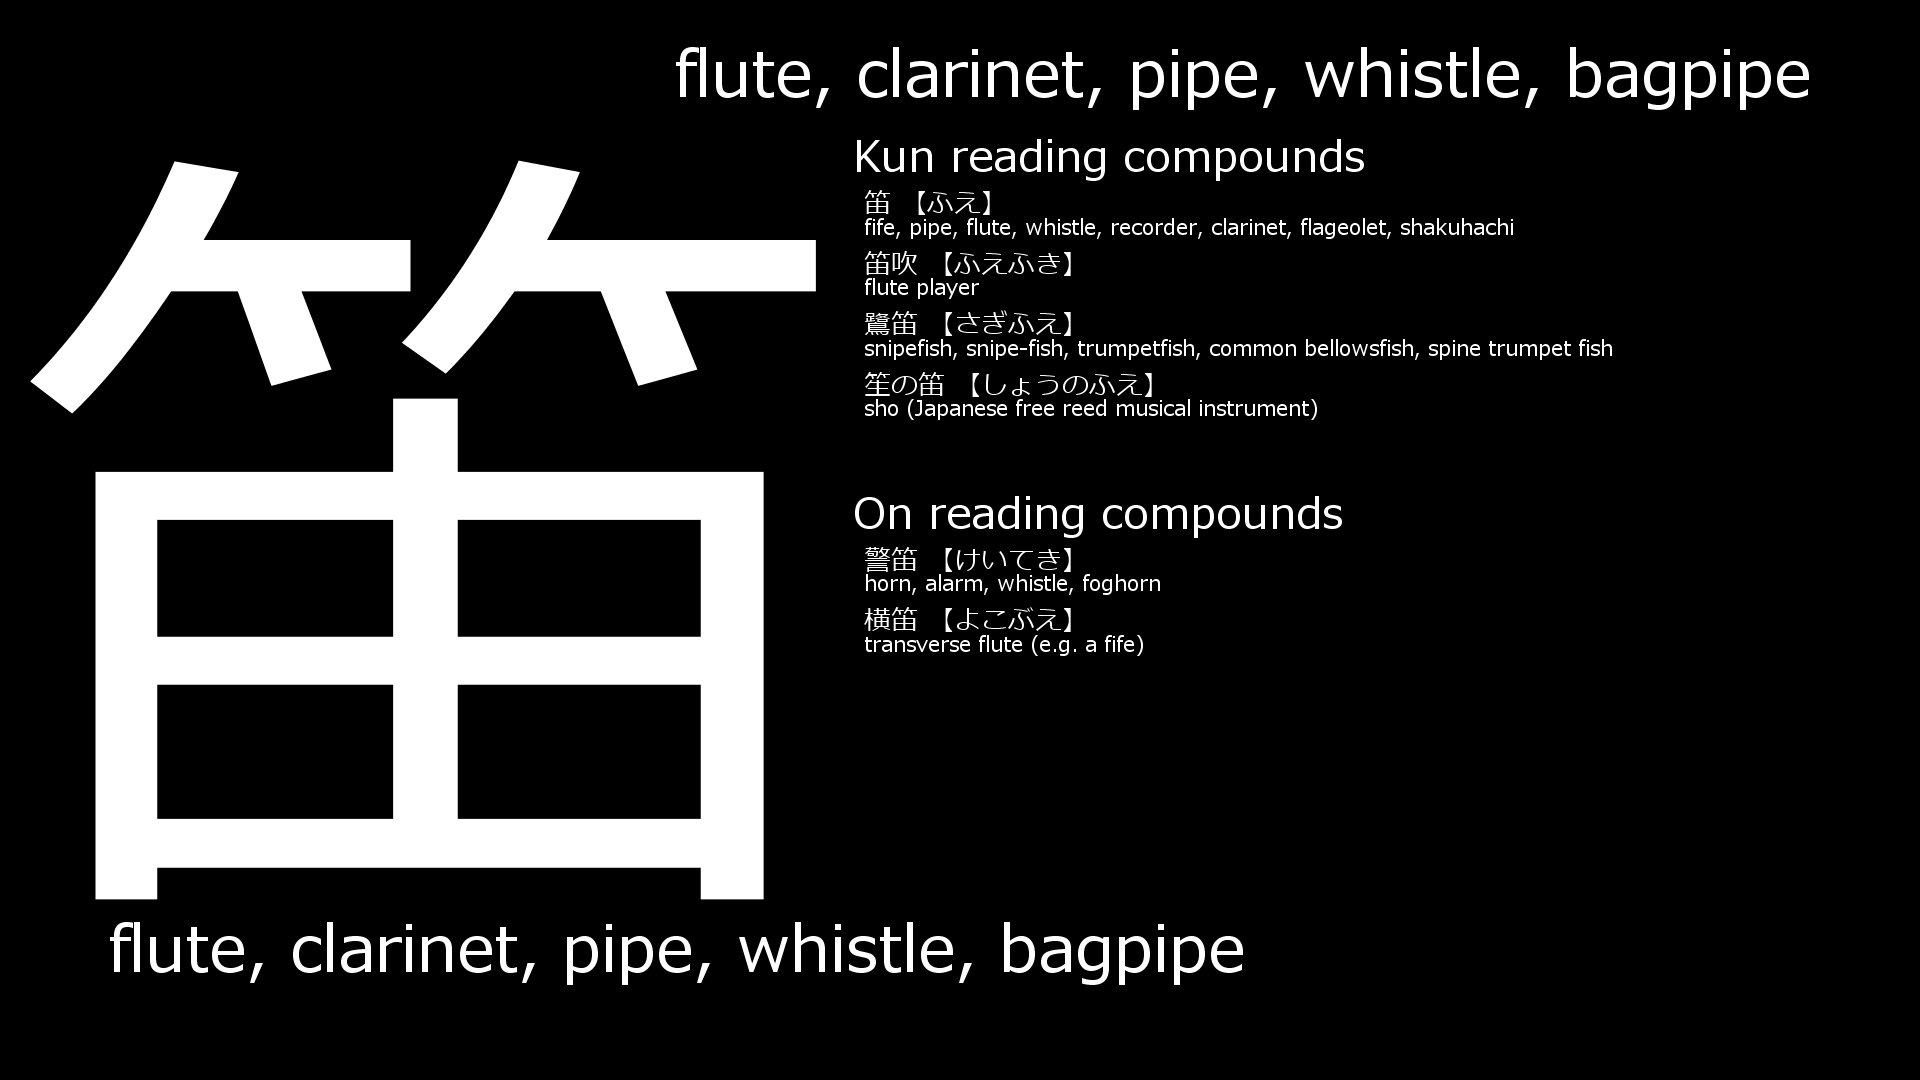 flute, clarinet, pipe, whistle, bagpipe
笛
Kun reading compounds
笛 【ふえ】
fife, pipe, flute, whistle, recorder, clarinet, flageolet, shakuhachi
笛吹 【ふえふき】
flute player
鷺笛 【さぎふえ】
snipefish, snipe-fish, trumpetfish, common bellowsfish, spine trumpet fish
笙の笛 【しょうのふえ】
sho (Japanese free reed musical instrument)
On reading compounds
警笛 【けいてき】
horn, alarm, whistle, foghorn
横笛 【よこぶえ】
transverse flute (e.g. a fife)
flute, clarinet, pipe, whistle, bagpipe